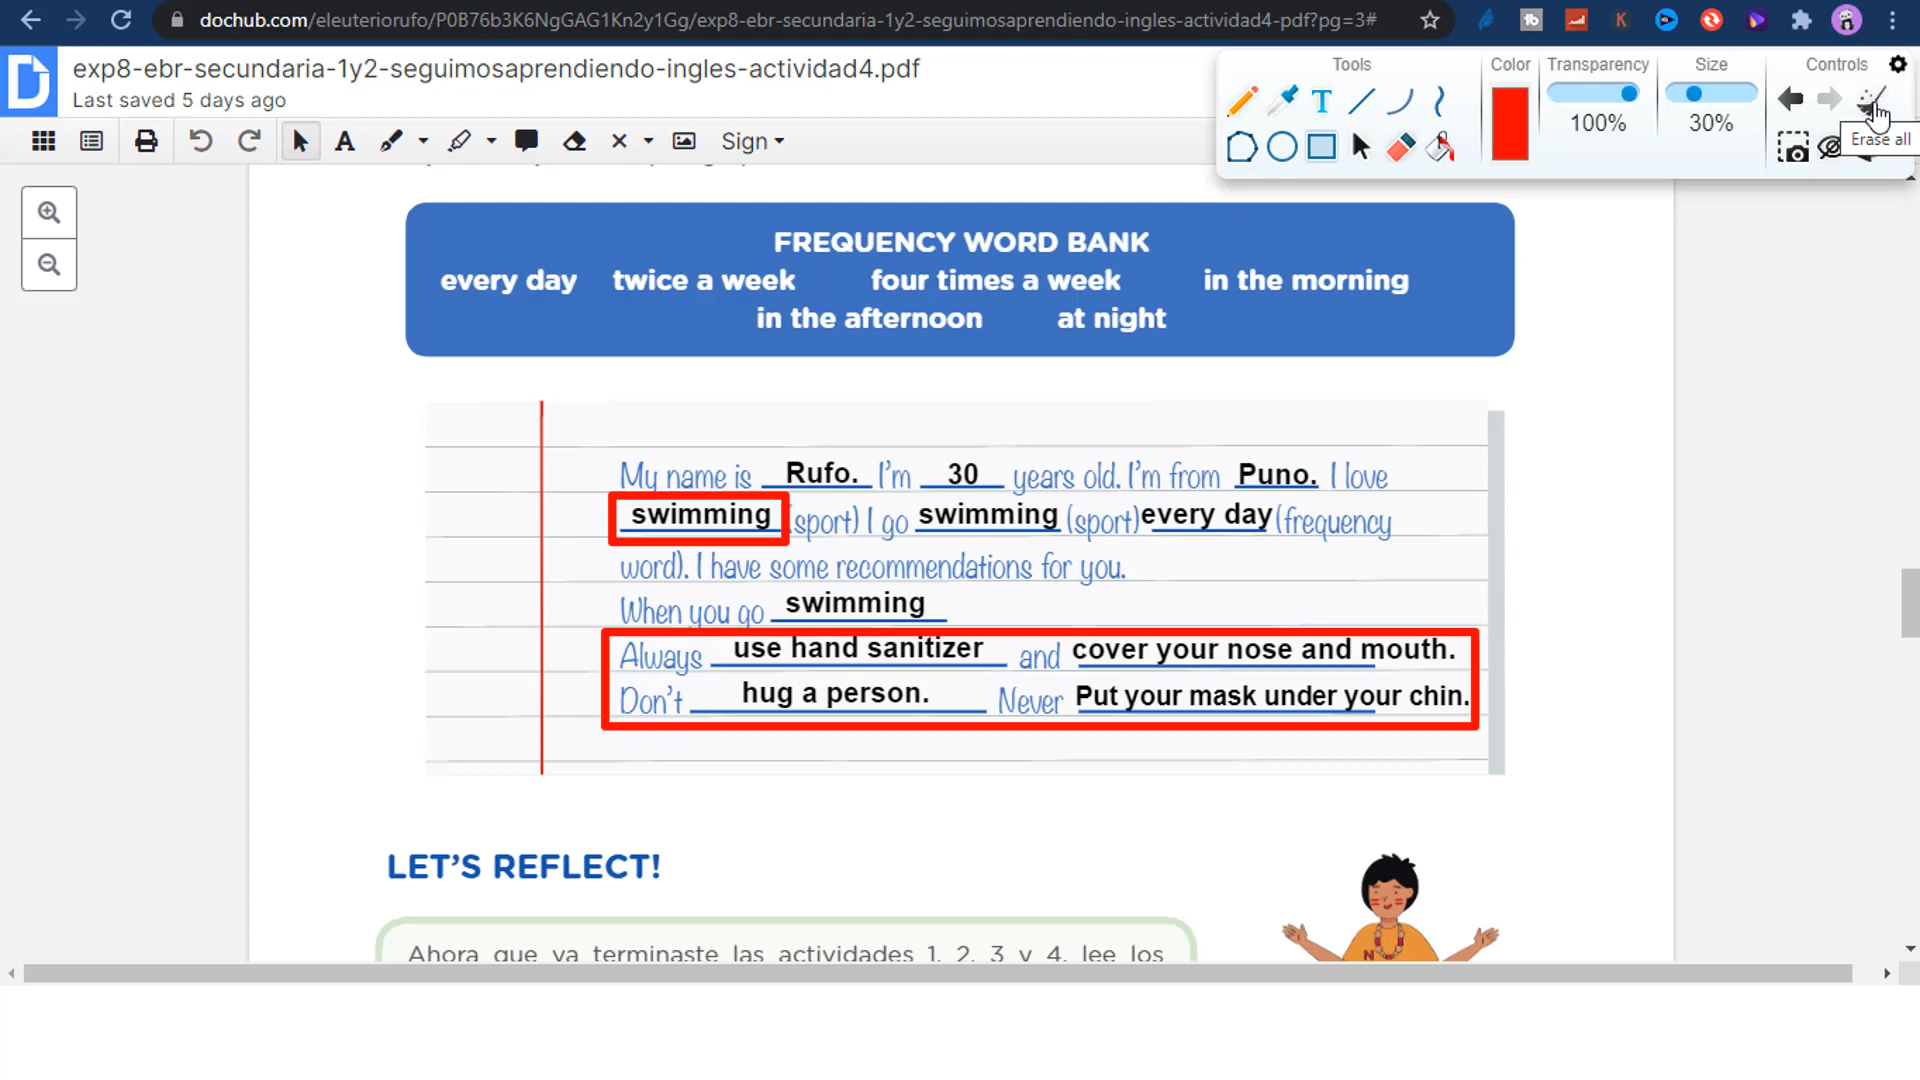 dochub.com/eleuteriorufo/P0B76b3K6NgGAG1Kn2y1Gg/exp8-ebr-secundaria-1y2-seguimosaprendiendo-ingles-actividad4-pdf?pg=3#
exp8-ebr-secundaria-1y2-seguimosaprendiendo-ingles-actividad4.pdf
Last saved 5 days ago
Tools
Color
Transparency
Size
Controls
100%
30%
Erase all
Sign
FREQUENCY WORD BANK
every day twice a week four times a week in the morning
in the afternoon at night
My name is Rufo. I'm 30 years old. I'm from Puno. I love
swimming (sport) I go swimming (sport) every day (frequency
word). I have some recommendations for you.
When you go swimming
Always use hand sanitizer and cover your nose and mouth.
Don't hug a person. Never Put your mask under your chin.
LET'S REFLECT!
Ahora que ya terminaste las actividades 1, 2, 3 y 4, lee los
N